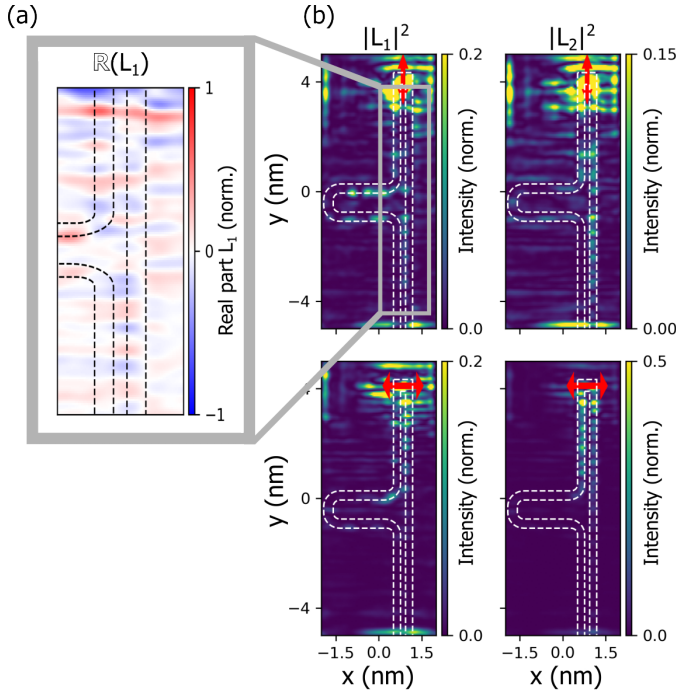 (a)
(b)
ℝ(L₁)
1
0
−1
Real part L₁ (norm.)
|L₁|²
4
0
−4
y (nm)
0.2
0.0
Intensity (norm.)
|L₂|²
0.15
0.00
Intensity (norm.)
0
−4
y (nm)
−1.5
0.0
1.5
x (nm)
0.2
0.0
Intensity (norm.)
−1.5
0.0
1.5
x (nm)
0.5
0.0
Intensity (norm.)